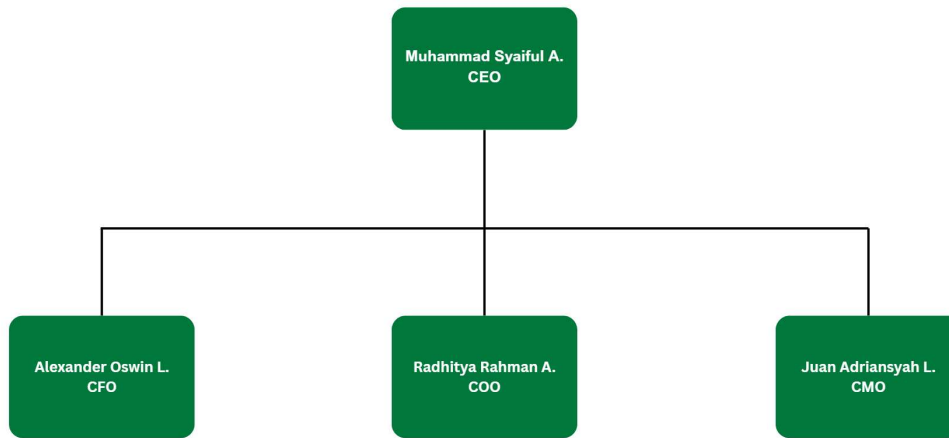 Muhammad Syaiful A.
CEO
Alexander Oswin L.
CFO
Radhitya Rahman A.
COO
Juan Adriansyah L.
CMO